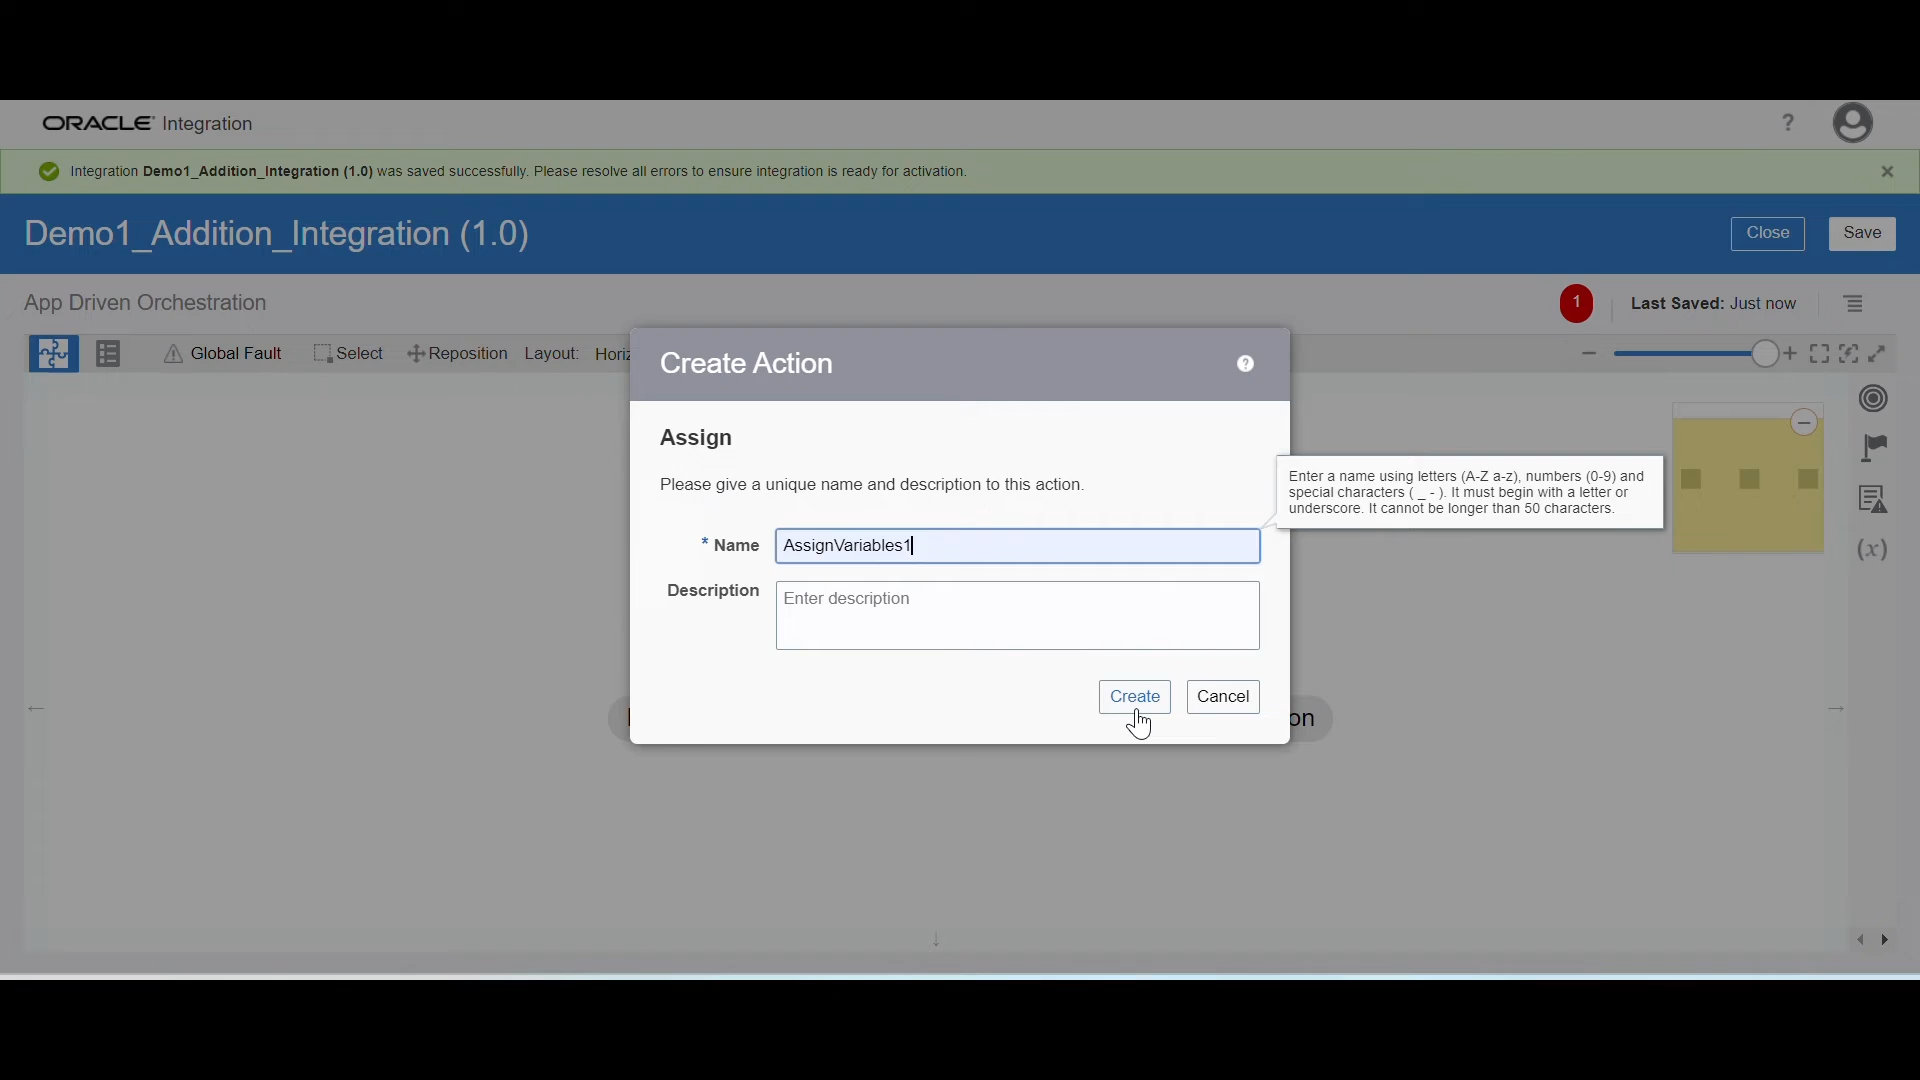 ORACLE Integration
?
Integration Demo1_Addition_Integration (1.0) was saved successfully. Please resolve all errors to ensure integration is ready for activation.
Demo1_Addition_Integration (1.0)
Close
Save
App Driven Orchestration
1
Last Saved: Just now
Global Fault
Select
Reposition
Layout:
Create Action
?
Assign
Please give a unique name and description to this action.
Enter a name using letters (A-Z a-z), numbers (0-9) and
special characters ( _ - ). It must begin with a letter or
underscore. It cannot be longer than 50 characters.
* Name
AssignVariables1
Description
Enter description
(x)
Create
Cancel